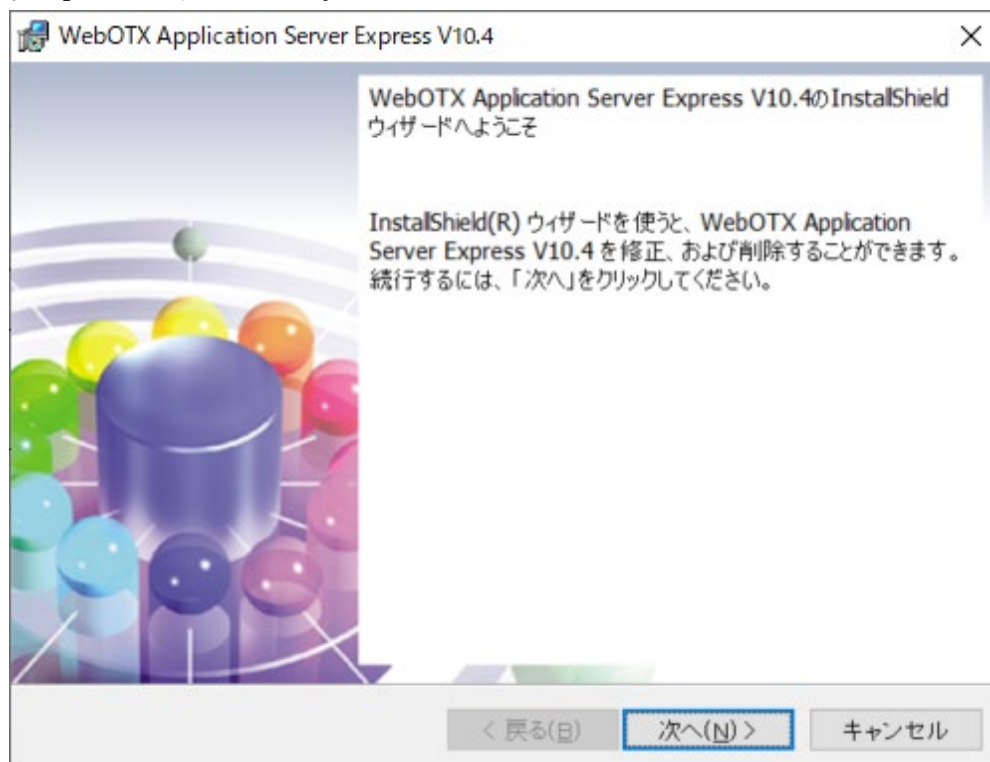 WebOTX Application Server Express V10.4
WebOTX Application Server Express V10.4のInstallShield
ウィザードへようこそ
InstallShield(R) ウィザードを使うと、WebOTX Application
Server Express V10.4 を修正、および削除することができます。
続行するには、「次へ」をクリックしてください。
< 戻る(B)
次へ(N) >
キャンセル